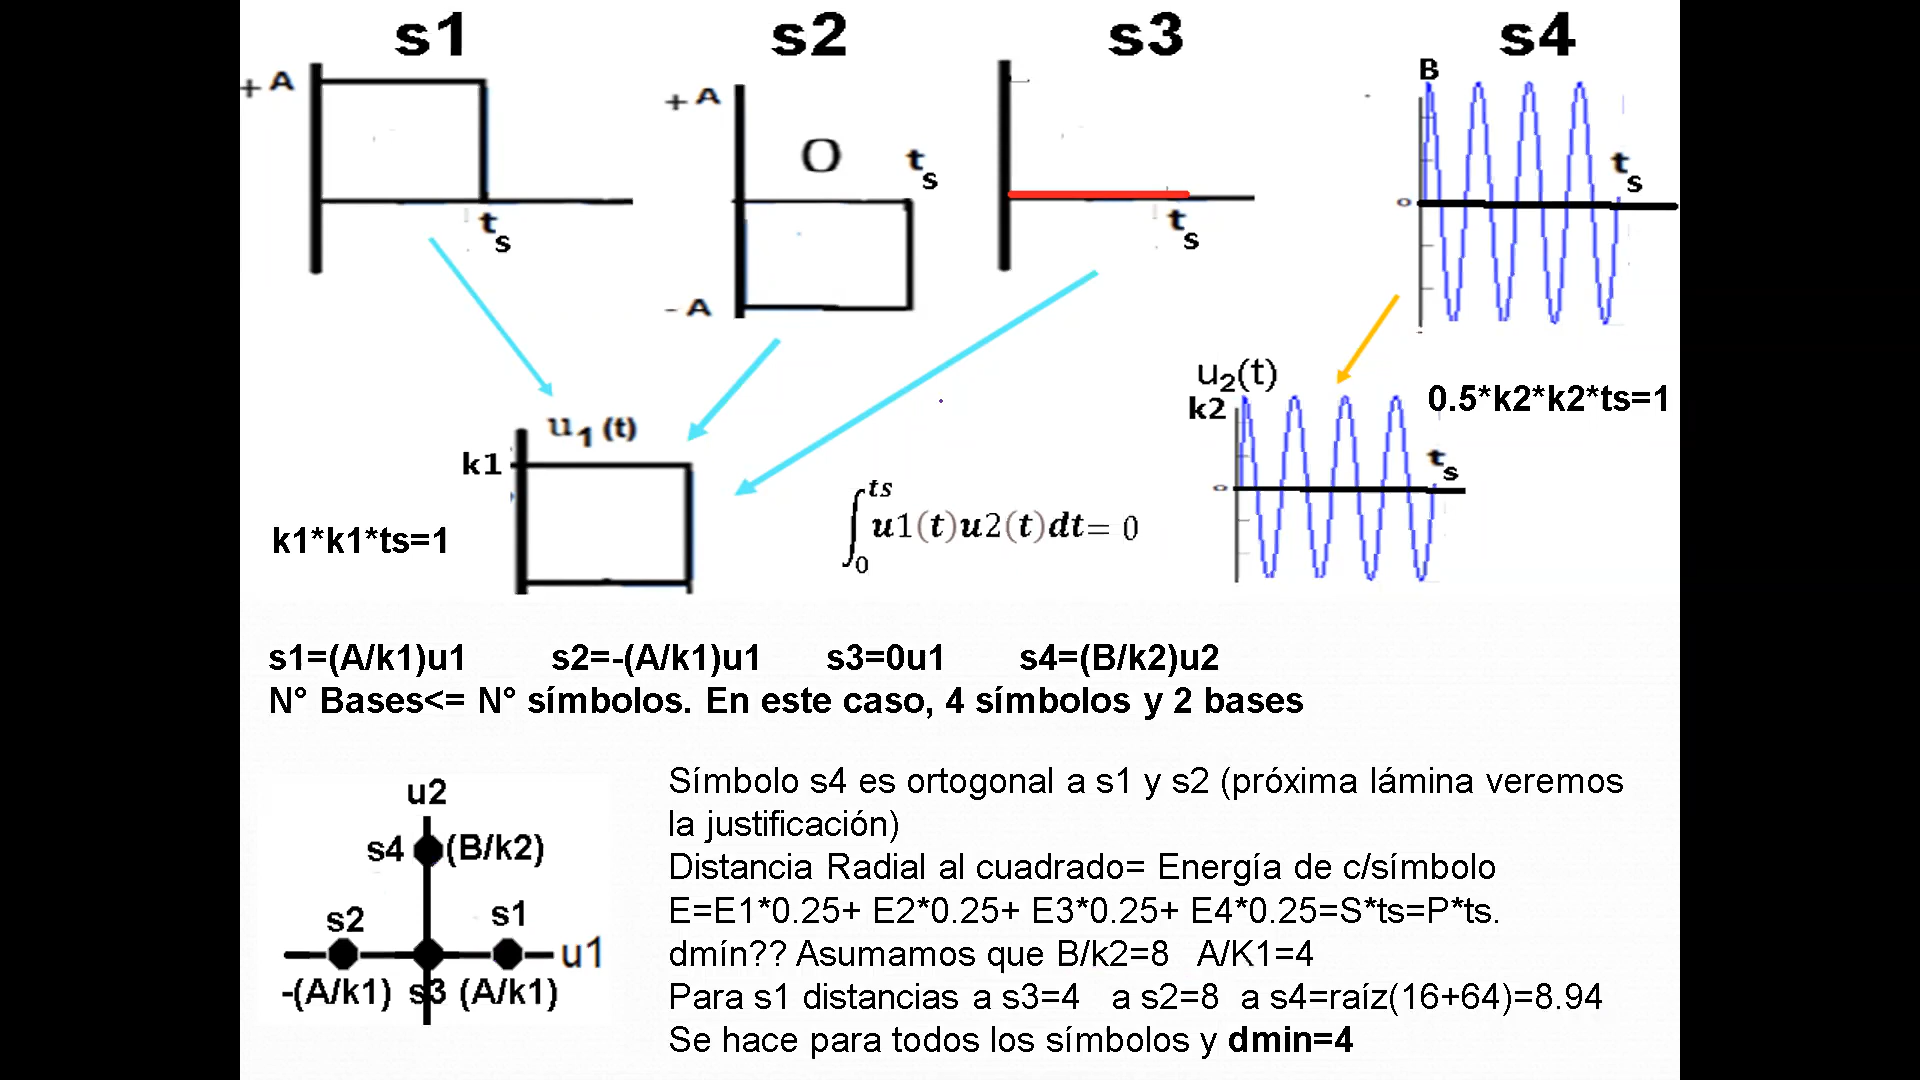 s1
s2
s3
s4
+ A
t s
+ A
O
t s
- A
t s
B
o
t s
u1 (t)
k1
k1*k1*ts=1
∫0^ts u1(t)u2(t)dt= 0
u2(t)
k2
o
t s
0.5*k2*k2*ts=1
s1=(A/k1)u1 s2=-(A/k1)u1 s3=0u1 s4=(B/k2)u2
N° Bases<= N° símbolos. En este caso, 4 símbolos y 2 bases
u2
s4 (B/k2)
s2 s1
u1
-(A/k1) s3 (A/k1)
Símbolo s4 es ortogonal a s1 y s2 (próxima lámina veremos
la justificación)
Distancia Radial al cuadrado= Energía de c/símbolo
E=E1*0.25+ E2*0.25+ E3*0.25+ E4*0.25=S*ts=P*ts.
dmín?? Asumamos que B/k2=8 A/K1=4
Para s1 distancias a s3=4 a s2=8 a s4=raíz(16+64)=8.94
Se hace para todos los símbolos y dmin=4